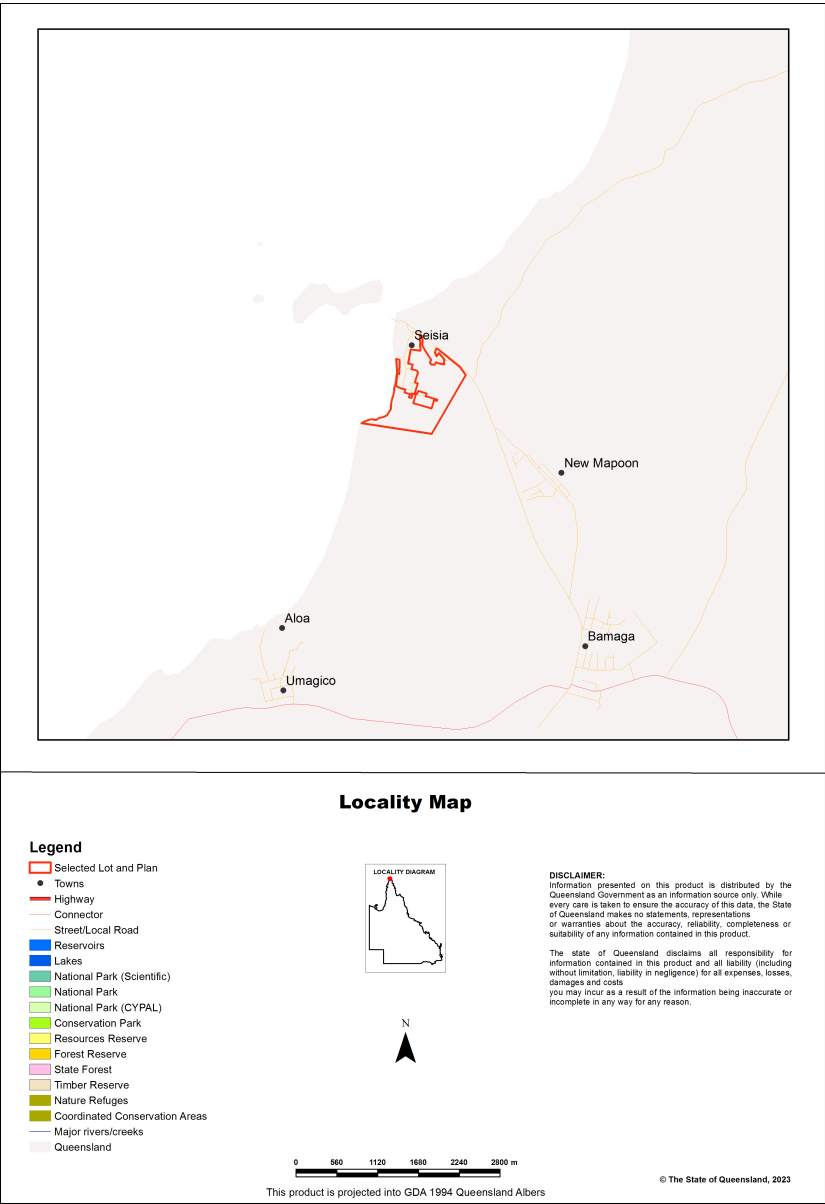 Seisia
New Mapoon
Aloa
Bamaga
Umagico
Locality Map
Legend
Selected Lot and Plan
Towns
Highway
Connector
Street/Local Road
Reservoirs
Lakes
National Park (Scientific)
National Park
National Park (CYPAL)
Conservation Park
Resources Reserve
Forest Reserve
State Forest
Timber Reserve
Nature Refuges
Coordinated Conservation Areas
Major rivers/creeks
Queensland
LOCALITY DIAGRAM
N
0 560 1120 1680 2240 2800 m
This product is projected into GDA 1994 Queensland Albers
DISCLAIMER:
Information presented on this product is distributed by the
Queensland Government as an information source only. While
every care is taken to ensure the accuracy of this data, the State
of Queensland makes no statements, representations
or warranties about the accuracy, reliability, completeness or
suitability of any information contained in this product.
The state of Queensland disclaims all responsibility for
information contained in this product and all liability (including
without limitation, liability in negligence) for all expenses, losses,
damages and costs
you may incur as a result of the information being inaccurate or
incomplete in any way for any reason.
© The State of Queensland, 2023